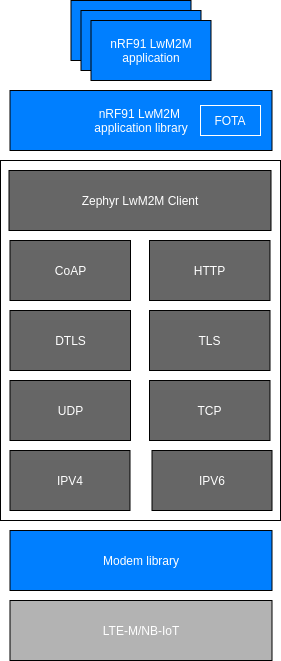 nRF91 LwM2M
application
nRF91 LwM2M
application library
FOTA
Zephyr LwM2M Client
CoAP
HTTP
DTLS
TLS
UDP
TCP
IPV4
IPV6
Modem library
LTE-M/NB-IoT